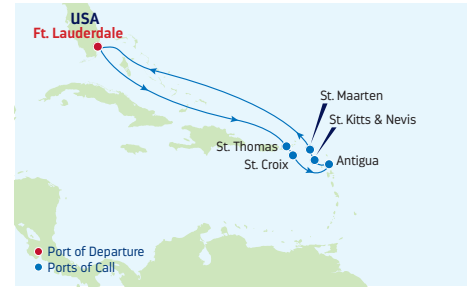 USA
Ft. Lauderdale
St. Maarten
St. Kitts & Nevis
St. Thomas
Antigua
St. Croix
Port of Departure
Ports of Call